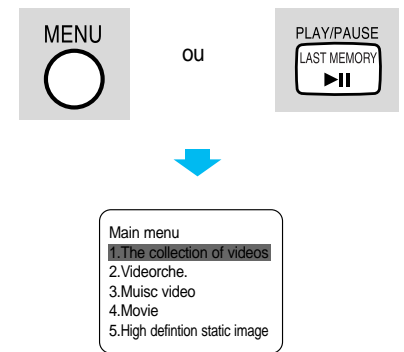 MENU
ou
PLAY/PAUSE
LAST MEMORY
Main menu
1.The collection of videos
2.Videorche.
3.Muisc video
4.Movie
5.High defintion static image